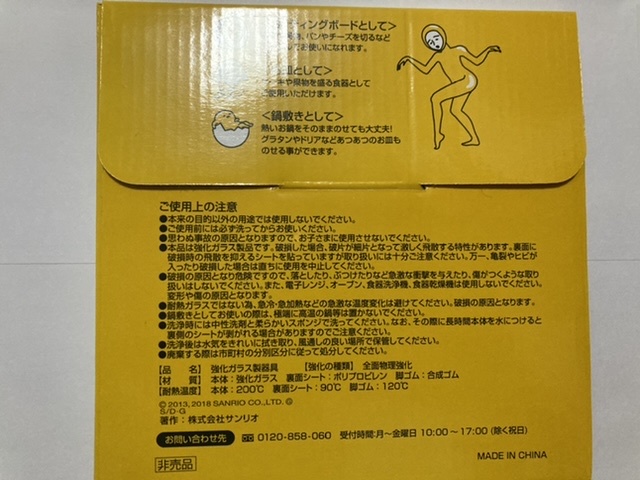 ィングボードとして>
、パンやチーズを切るなど
てお使いになれます。
として>
や果物を盛る食器として
ご使用いただけます。
<鍋敷きとして>
熱いお鍋をそのままのせても大丈夫!
グラタンやドリアなどあつあつのお皿も
のせる事ができます。
ご使用上の注意
●本来の目的以外の用途では使用しないでください。
●ご使用前には必ず洗ってからお使いください。
●思わぬ事故の原因となりますので、お子さまに使用させないでください。
●本品は強化ガラス製品です。破損した場合、破片が細片となって激しく飛散する特性があります。裏面に
破損時の飛散を抑えるシートを貼っていますが取り扱いには十分ご注意ください。万一、亀裂やヒビが
入ったり破損した場合は直ちに使用を中止してください。
●破損の原因となり危険ですので、落としたり、ぶつけたりなど急激な衝撃を与えたり、傷がつくような取り
扱いはしないでください。また、電子レンジ、オーブン、食器洗浄機、食器乾燥機は使用しないでください。
変形や傷の原因となります。
●耐熱ガラスではない為、急冷・急加熱などの急激な温度変化は避けてください。破損の原因となります。
●鍋敷きとしてお使いの際は、極端に高温の鍋等は置かないでください。
●洗浄時には中性洗剤と柔らかいスポンジで洗ってください。なお、その際に長時間本体を水につけると
裏側のシートが剥がれる場合がありますのでご注意ください。
●洗浄後は水気をきれいに拭き取り、風通しの良い場所で保管してください。
●廃棄する際は市町村の分別区分に従って処分してください。
【品 名】 強化ガラス製器具 【強化の種類】 全面物理強化
【材 質】 本体:強化ガラス 裏面シート:ポリプロピレン 脚ゴム:合成ゴム
【耐熱温度】 本体:200℃ 裏面シート:90℃ 脚ゴム:120℃
© 2013, 2018 SANRIO CO., LTD. Ⓖ
S/D・G
著作:株式会社サンリオ
お問い合わせ先 0120-858-060 受付時間:月～金曜日 10:00～17:00 (除く祝日)
非売品
MADE IN CHINA